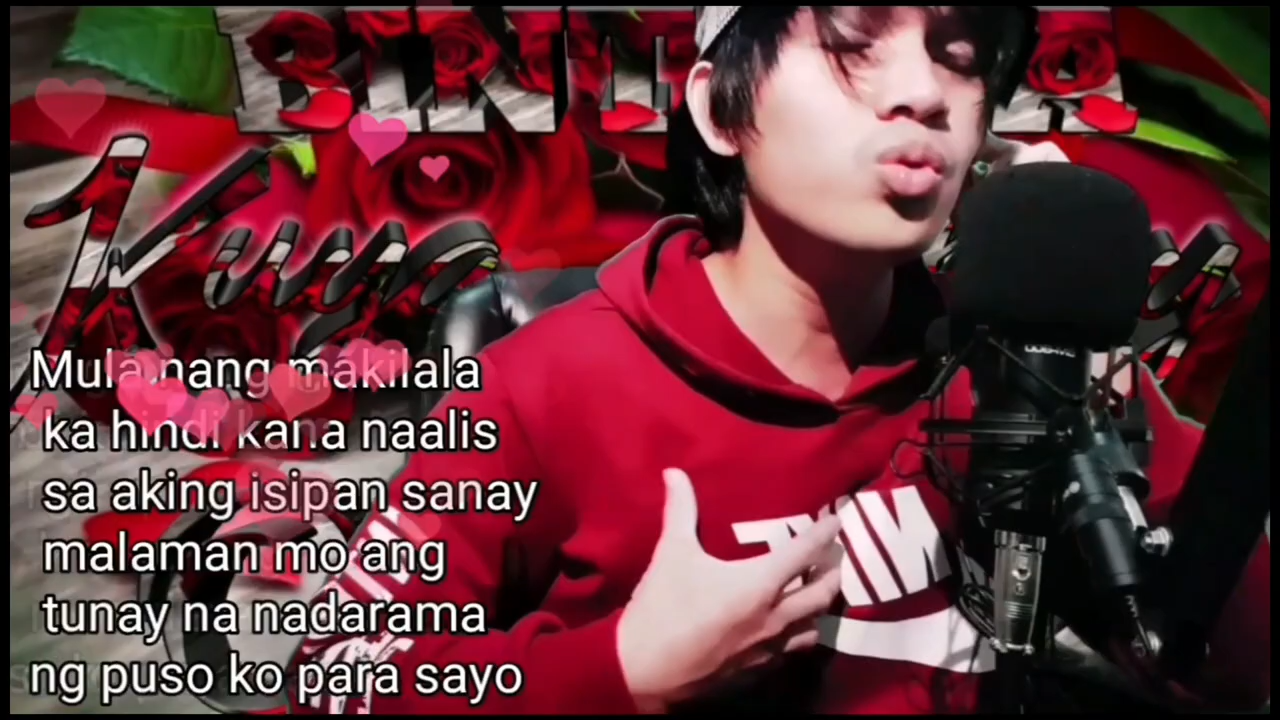 Kuya
Mula nang makilala
ka hindi kana naalis
sa aking isipan sanay
malaman mo ang
tunay na nadarama
ng puso ko para sayo